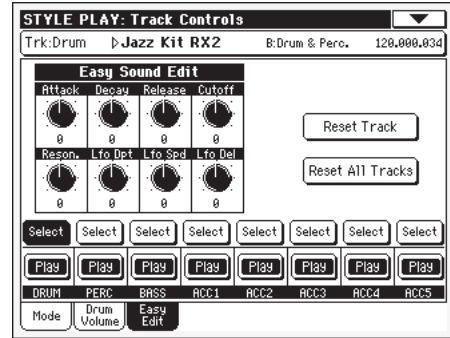 STYLE PLAY: Track Controls
Trk:Drum ▷Jazz Kit RX2 B:Drum & Perc. 120.000.034
Easy Sound Edit
Attack Decay Release Cutoff
0 0 0 0
Reson. Lfo Dpt Lfo Spd Lfo Del
0 0 0 0
Reset Track
Reset All Tracks
Select Select Select Select Select Select Select Select
Play Play Play Play Play Play Play Play
DRUM PERC BASS ACC1 ACC2 ACC3 ACC4 ACC5
Mode Drum Volume Easy Edit